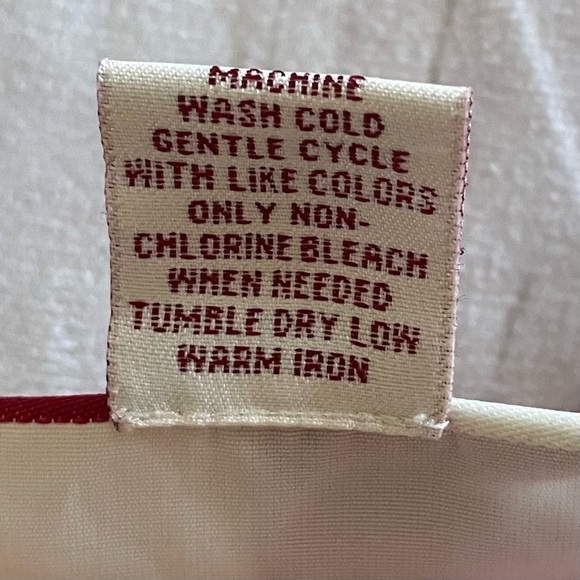 MACHINE
WASH COLD
GENTLE CYCLE
WITH LIKE COLORS
ONLY NON-
CHLORINE BLEACH
WHEN NEEDED
TUMBLE DRY LOW
WARM IRON